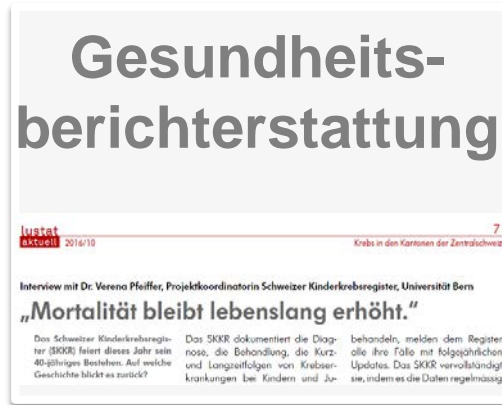 Gesundheits-
berichterstattung
lustat
aktuell 2016/10
7
Krebs in den Kantonen der Zentralschweiz
Interview mit Dr. Verena Pfeiffer, Projektkoordinatorin Schweizer Kinderkrebsregister, Universität Bern
„Mortalität bleibt lebenslang erhöht."
Das Schweizer Kinderkrebsregis-
ter (SKKR) feiert dieses Jahr sein
40-jähriges Bestehen. Auf welche
Geschichte blickt es zurück?
Das SKKR dokumentiert die Diag-
nose, die Behandlung, die Kurz-
und Langzeitfolgen von Krebser-
krankungen bei Kindern und Ju-
behandeln, melden dem Register
alle ihre Fälle mit folgejährlichen
Updates. Das SKKR vervollständigt
sie, indem es die Daten regelmässig